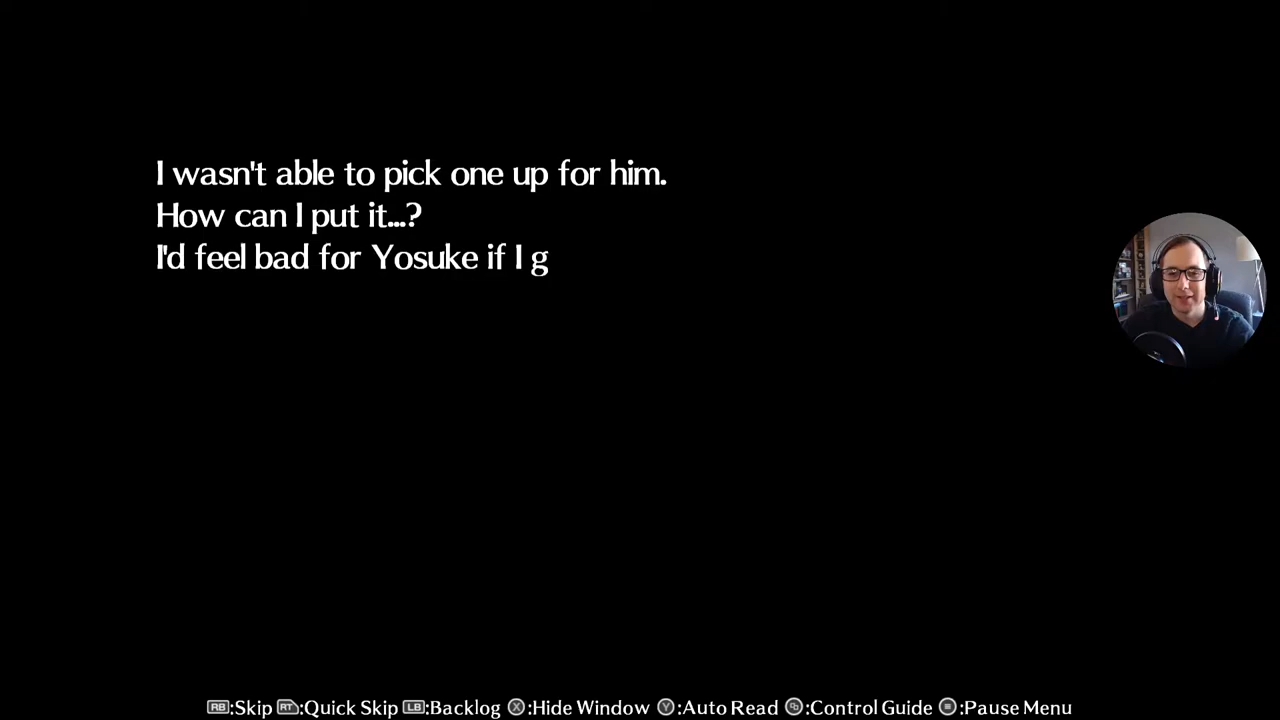 I wasn't able to pick one up for him.
How can I put it...?
I'd feel bad for Yosuke if I g
RB:Skip RT:Quick Skip LB:Backlog X:Hide Window Y:Auto Read :Control Guide :Pause Menu